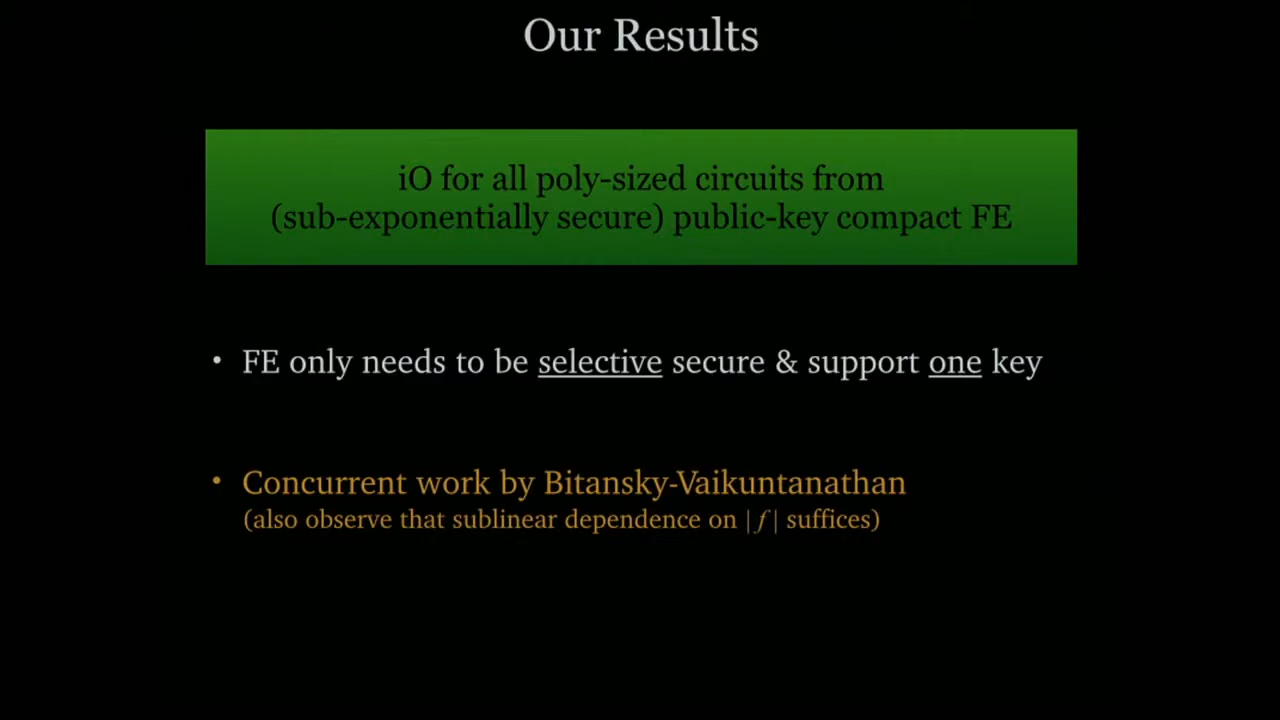 Our Results
iO for all poly-sized circuits from
(sub-exponentially secure) public-key compact FE
• FE only needs to be selective secure & support one key
• Concurrent work by Bitansky-Vaikuntanathan
(also observe that sublinear dependence on |f| suffices)